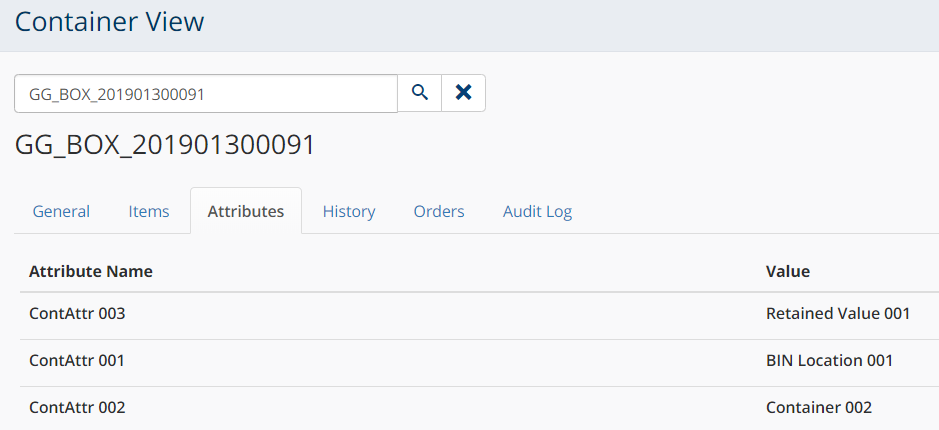 Container View
GG_BOX_201901300091
GG_BOX_201901300091
General Items Attributes History Orders Audit Log
Attribute Name Value
ContAttr 003 Retained Value 001
ContAttr 001 BIN Location 001
ContAttr 002 Container 002